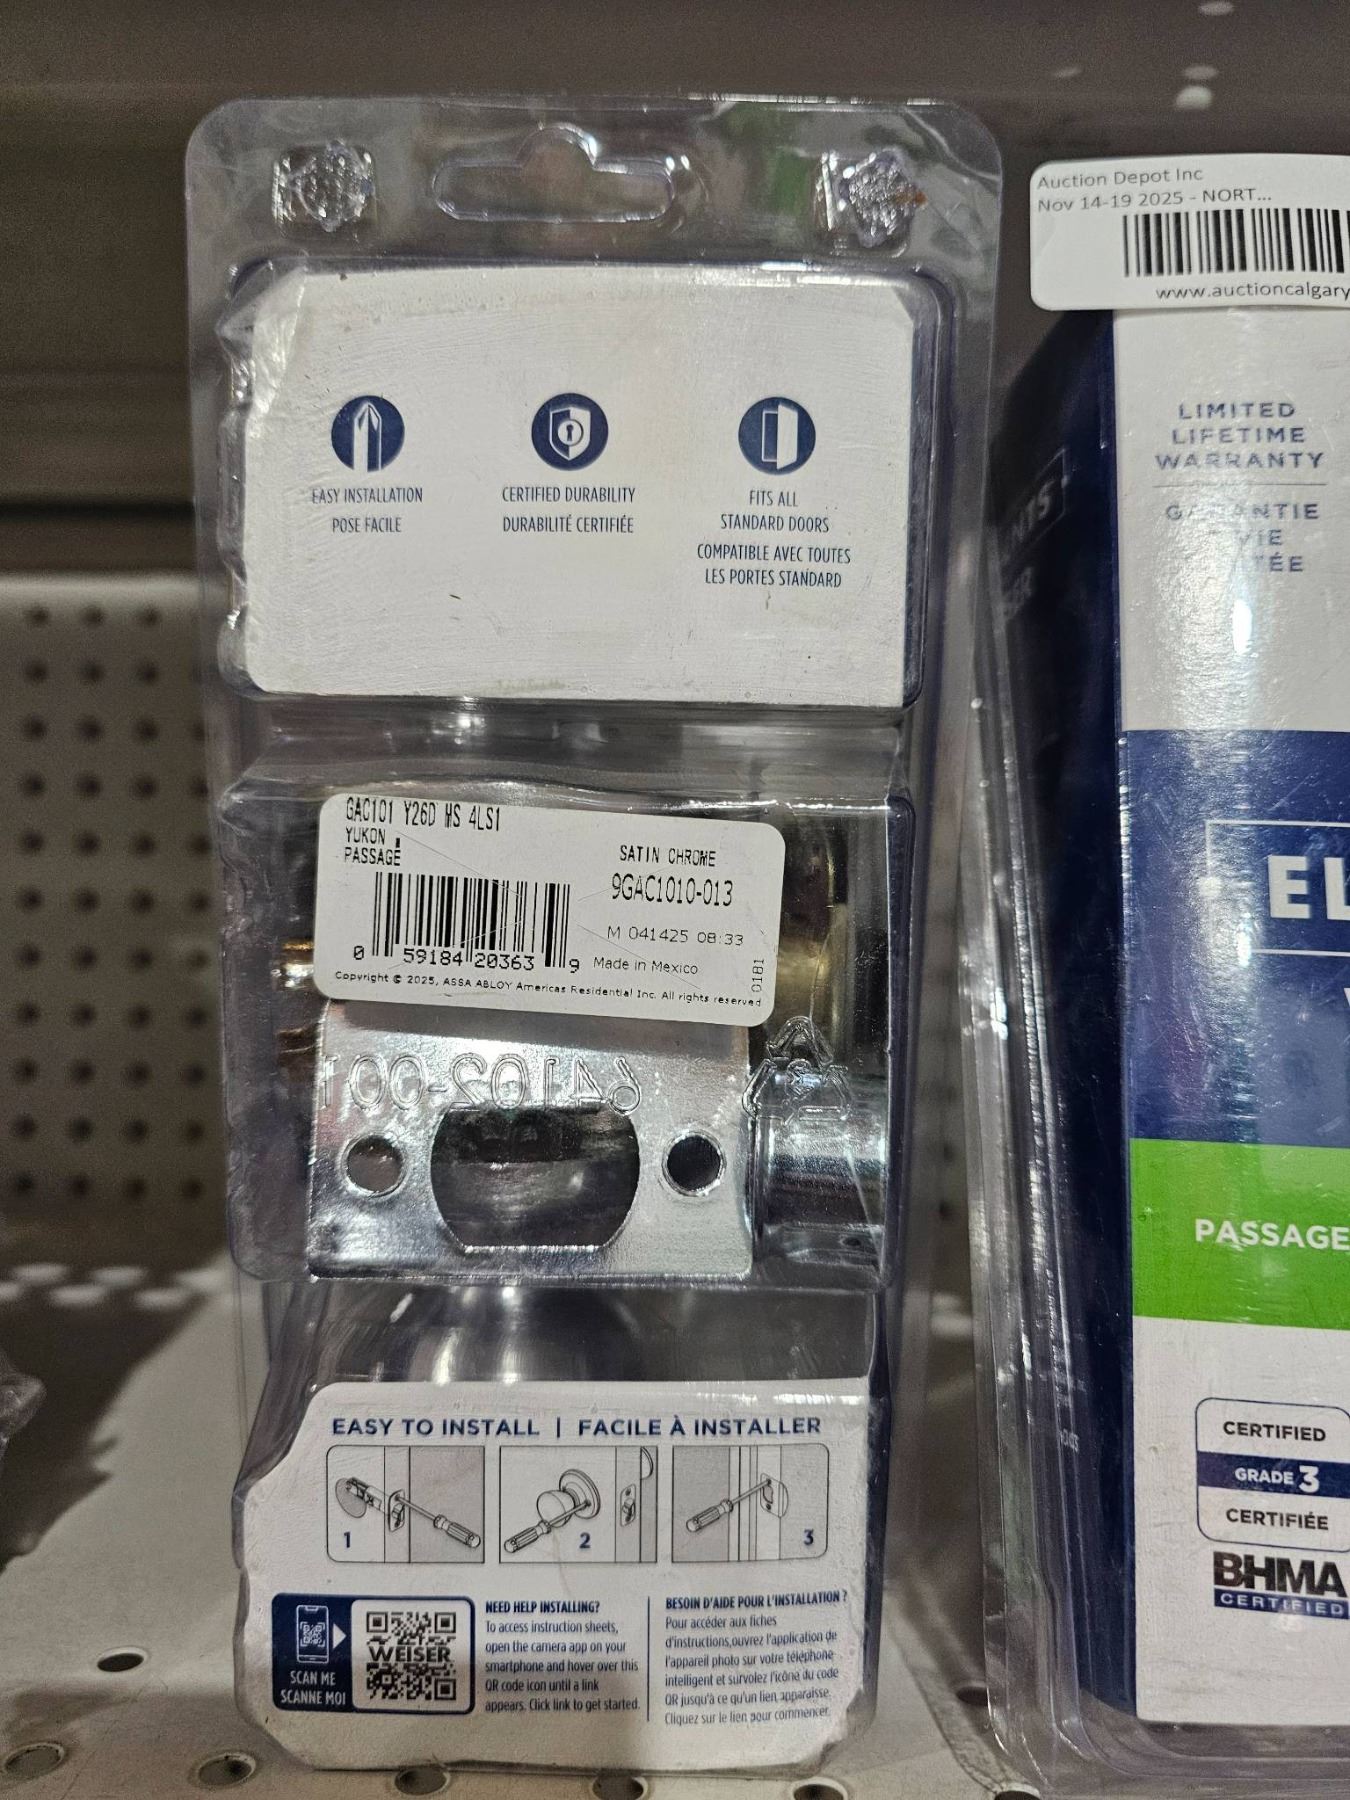 Auction Depot Inc
Nov 14-19 2025 - NORT...
www.auctioncalgary
EASY INSTALLATION
POSE FACILE
CERTIFIED DURABILITY
DURABILITÉ CERTIFIÉE
FITS ALL
STANDARD DOORS
COMPATIBLE AVEC TOUTES
LES PORTES STANDARD
LIMITED
LIFETIME
WARRANTY
GARANTIE
VIE
TÉE
GAC101 Y26D MS 4LS1
YUKON
PASSAGE
SATIN CHROME
9GAC1010-013
M 041425 08:33
0 59184 20363 9
Made in Mexico
0181
Copyright © 2025, ASSA ABLOY Americas Residential Inc. All rights reserved
64102-001
EL
PASSAGE
EASY TO INSTALL | FACILE À INSTALLER
1
2
3
SCAN ME
SCANNE MOI
WEISER
NEED HELP INSTALLING?
To access instruction sheets,
open the camera app on your
smartphone and hover over this
QR code icon until a link
appears. Click link to get started.
BESOIN D'AIDE POUR L'INSTALLATION ?
Pour accéder aux fiches
d'instructions,ouvrez l'application de
l'appareil photo sur votre téléphone
intelligent et survolez l'icône du code
QR jusqu'à ce qu'un lien apparaisse.
Cliquez sur le lien pour commencer.
CERTIFIED
GRADE 3
CERTIFIÉE
BHMA
CERTIFIED